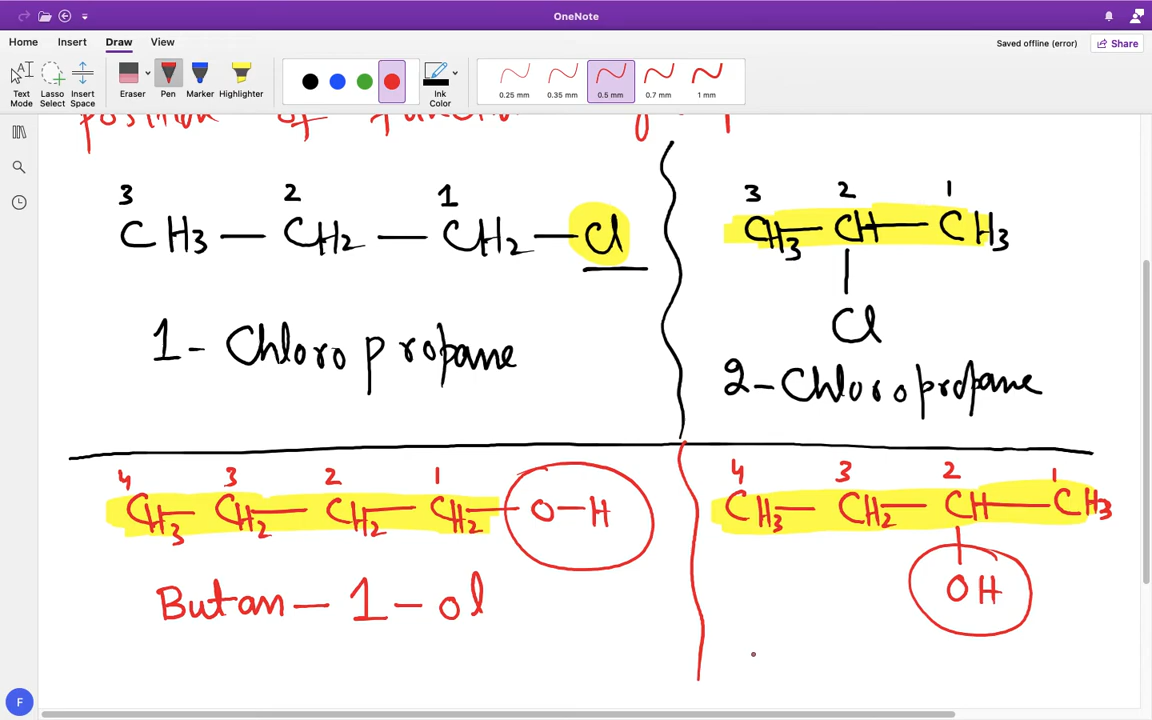 OneNote
Home Insert Draw View
Saved offline (error) Share
Text Mode
Lasso Select
Insert Space
Eraser
Pen
Marker
Highlighter
Ink Color
0.25 mm
0.35 mm
0.5 mm
0.7 mm
1 mm
position of function
3 2 1
CH3 — CH2 — CH2 — Cl
1 - Chloropropane
3 2 1
CH3 — CH — CH3
Cl
2 - Chloropropane
4 3 2 1
CH3 — CH2 — CH2 — CH2 — O — H
Butan — 1 — ol
4 3 2 1
CH3 — CH2 — CH — CH3
OH
F